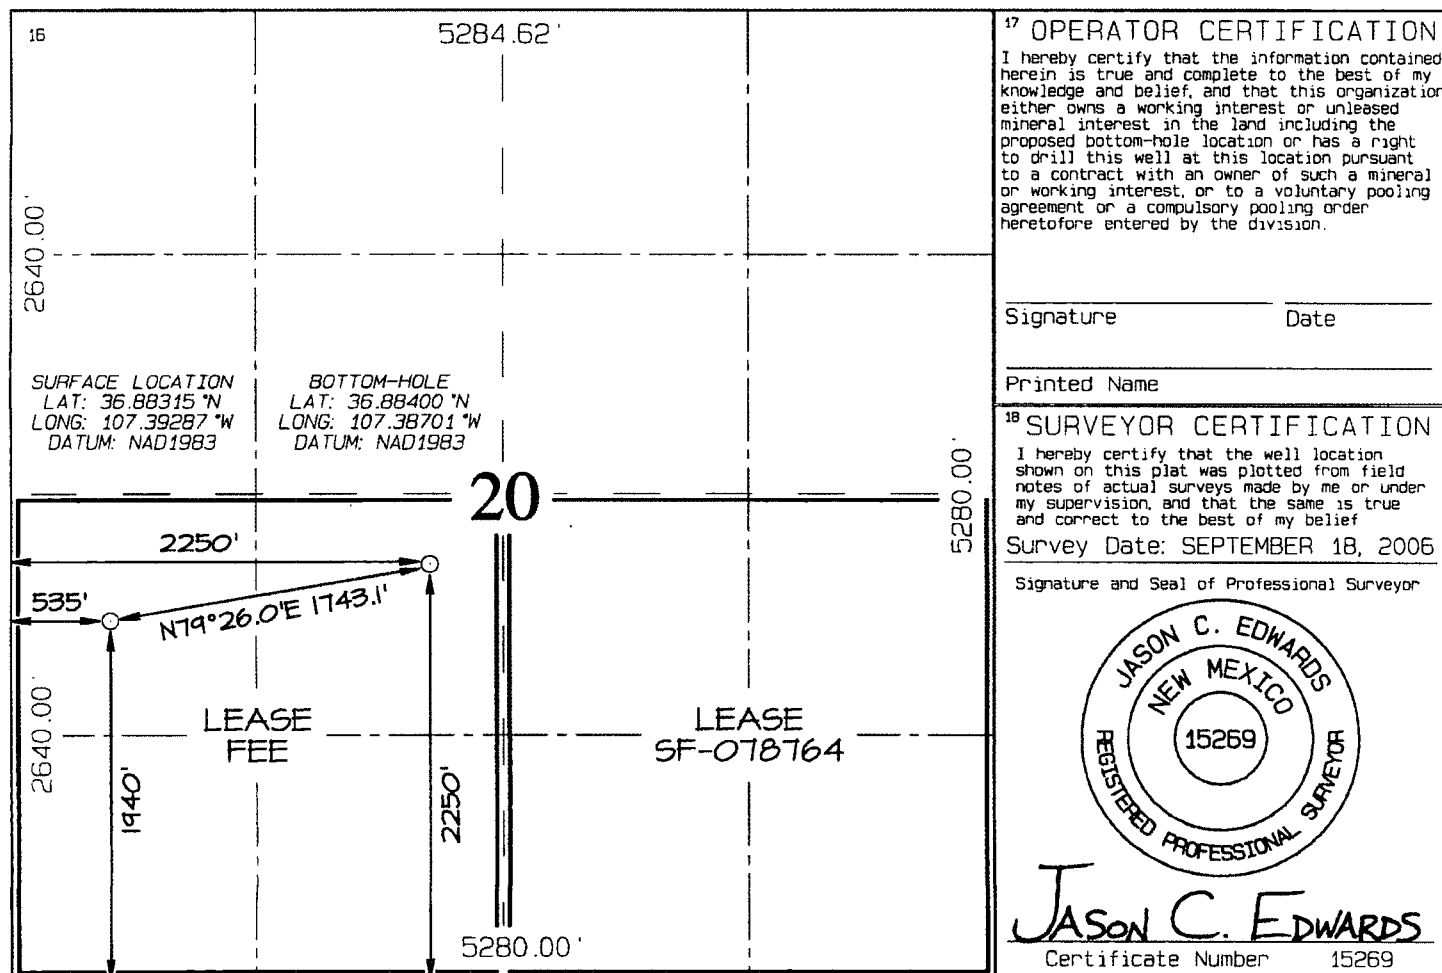 16
5284.62'
2640.00'
SURFACE LOCATION
LAT: 36.88315 °N
LONG: 107.39287 °W
DATUM: NAD1983
BOTTOM-HOLE
LAT: 36.88400 °N
LONG: 107.38701 °W
DATUM: NAD1983
20
5280.00'
2250'
535'
N79°26.0'E 1743.1'
2640.00'
LEASE
FEE
LEASE
SF-078764
1940'
2250'
5280.00'
17 OPERATOR CERTIFICATION
I hereby certify that the information contained
herein is true and complete to the best of my
knowledge and belief, and that this organization
either owns a working interest or unleased
mineral interest in the land including the
proposed bottom-hole location or has a right
to drill this well at this location pursuant
to a contract with an owner of such a mineral
or working interest, or to a voluntary pooling
agreement or a compulsory pooling order
heretofore entered by the division.
Signature Date
Printed Name
18 SURVEYOR CERTIFICATION
I hereby certify that the well location
shown on this plat was plotted from field
notes of actual surveys made by me or under
my supervision, and that the same is true
and correct to the best of my belief
Survey Date: SEPTEMBER 18, 2006
Signature and Seal of Professional Surveyor
JASON C. EDWARDS
NEW MEXICO
15269
REGISTERED PROFESSIONAL SURVEYOR
JASON C. EDWARDS
Certificate Number 15269